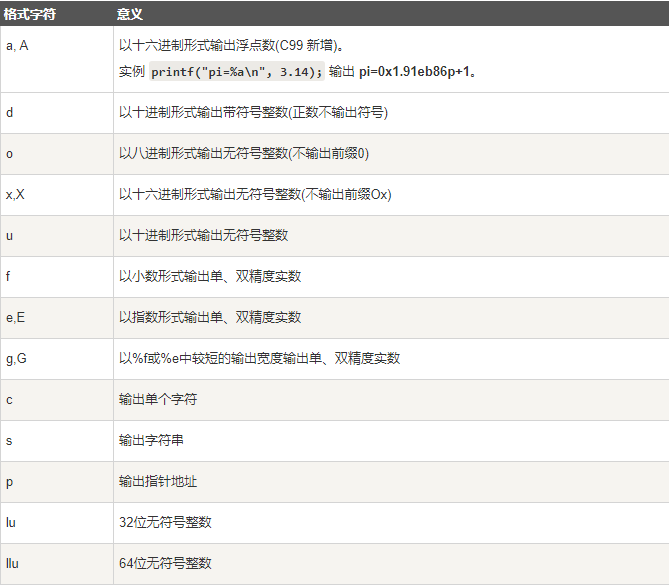 格式字符 意义
a, A 以十六进制形式输出浮点数(C99 新增)。
实例 printf("pi=%a\n", 3.14); 输出 pi=0x1.91eb86p+1。
d 以十进制形式输出带符号整数(正数不输出符号)
o 以八进制形式输出无符号整数(不输出前缀0)
x,X 以十六进制形式输出无符号整数(不输出前缀Ox)
u 以十进制形式输出无符号整数
f 以小数形式输出单、双精度实数
e,E 以指数形式输出单、双精度实数
g,G 以%f或%e中较短的输出宽度输出单、双精度实数
c 输出单个字符
s 输出字符串
p 输出指针地址
lu 32位无符号整数
llu 64位无符号整数